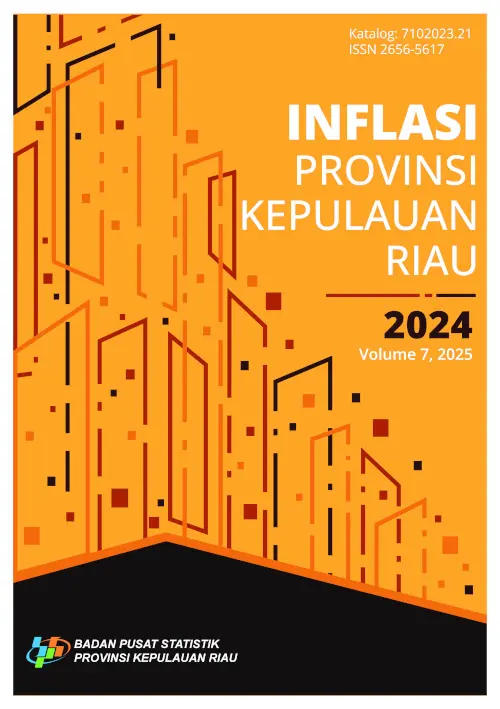 Katalog: 7102023.21
ISSN 2656-5617
INFLASI
PROVINSI
KEPULAUAN
RIAU
2024
Volume 7, 2025
BADAN PUSAT STATISTIK
PROVINSI KEPULAUAN RIAU